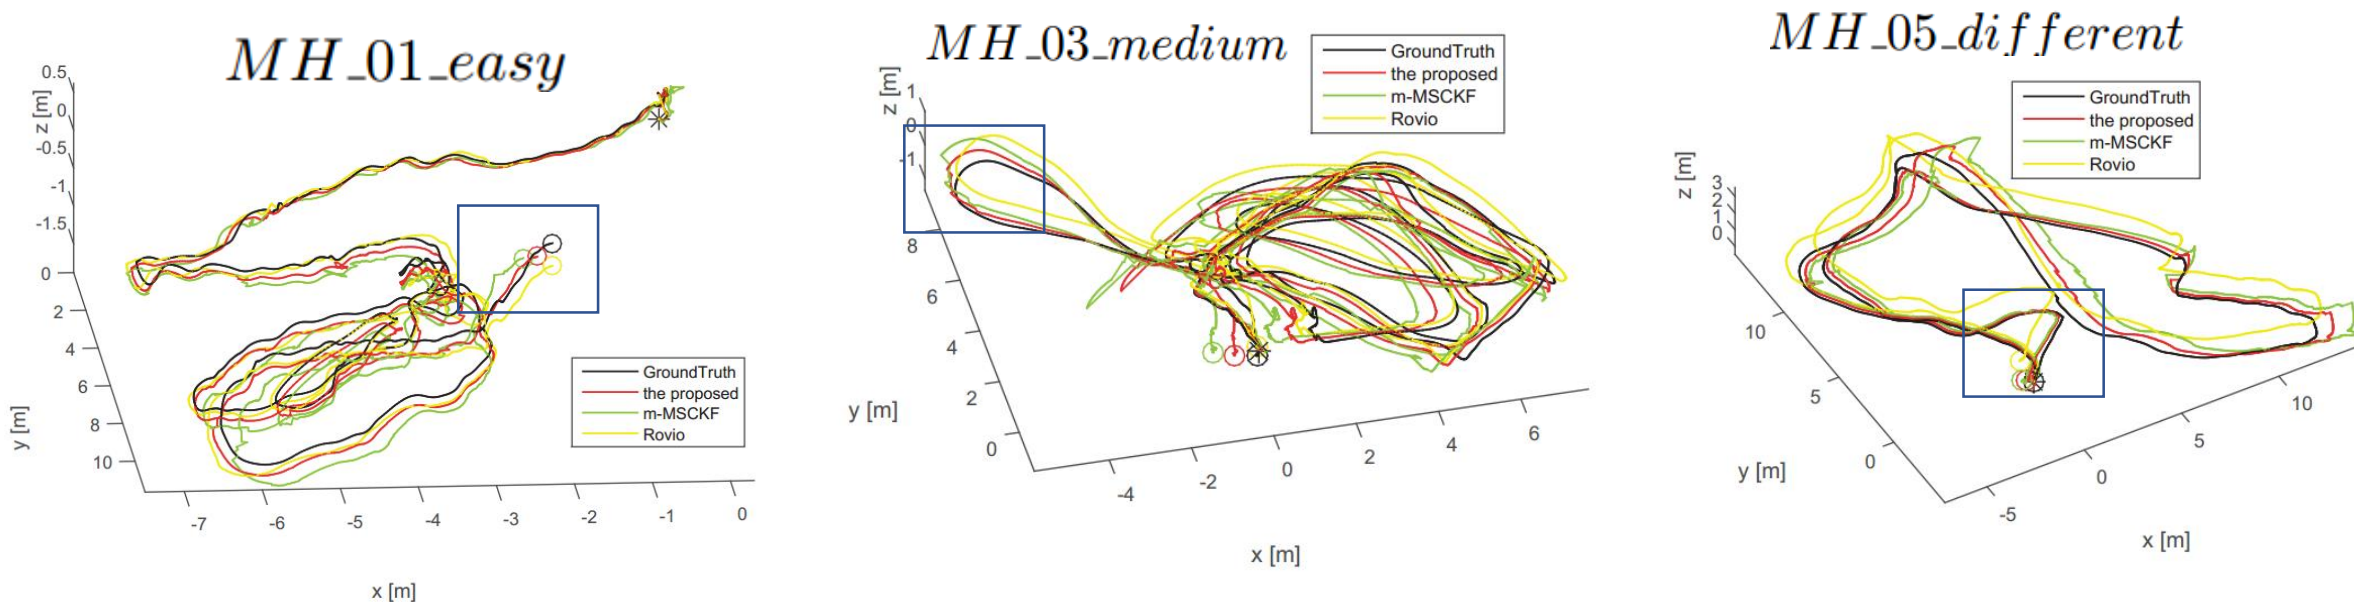 MH_01_easy
0.5
0
-0.5
-1
-1.5
z [m]
0
2
4
6
8
10
y [m]
-7 -6 -5 -4 -3 -2 -1 0
x [m]
GroundTruth
the proposed
m-MSCKF
Rovio
MH_03_medium
GroundTruth
the proposed
m-MSCKF
Rovio
z [m]
1
0
-1
8
6
4
2
0
y [m]
-4 -2 0 2 4 6
x [m]
MH_05_different
GroundTruth
the proposed
m-MSCKF
Rovio
z [m]
3
2
1
0
10
5
0
y [m]
-5 0 5 10
x [m]